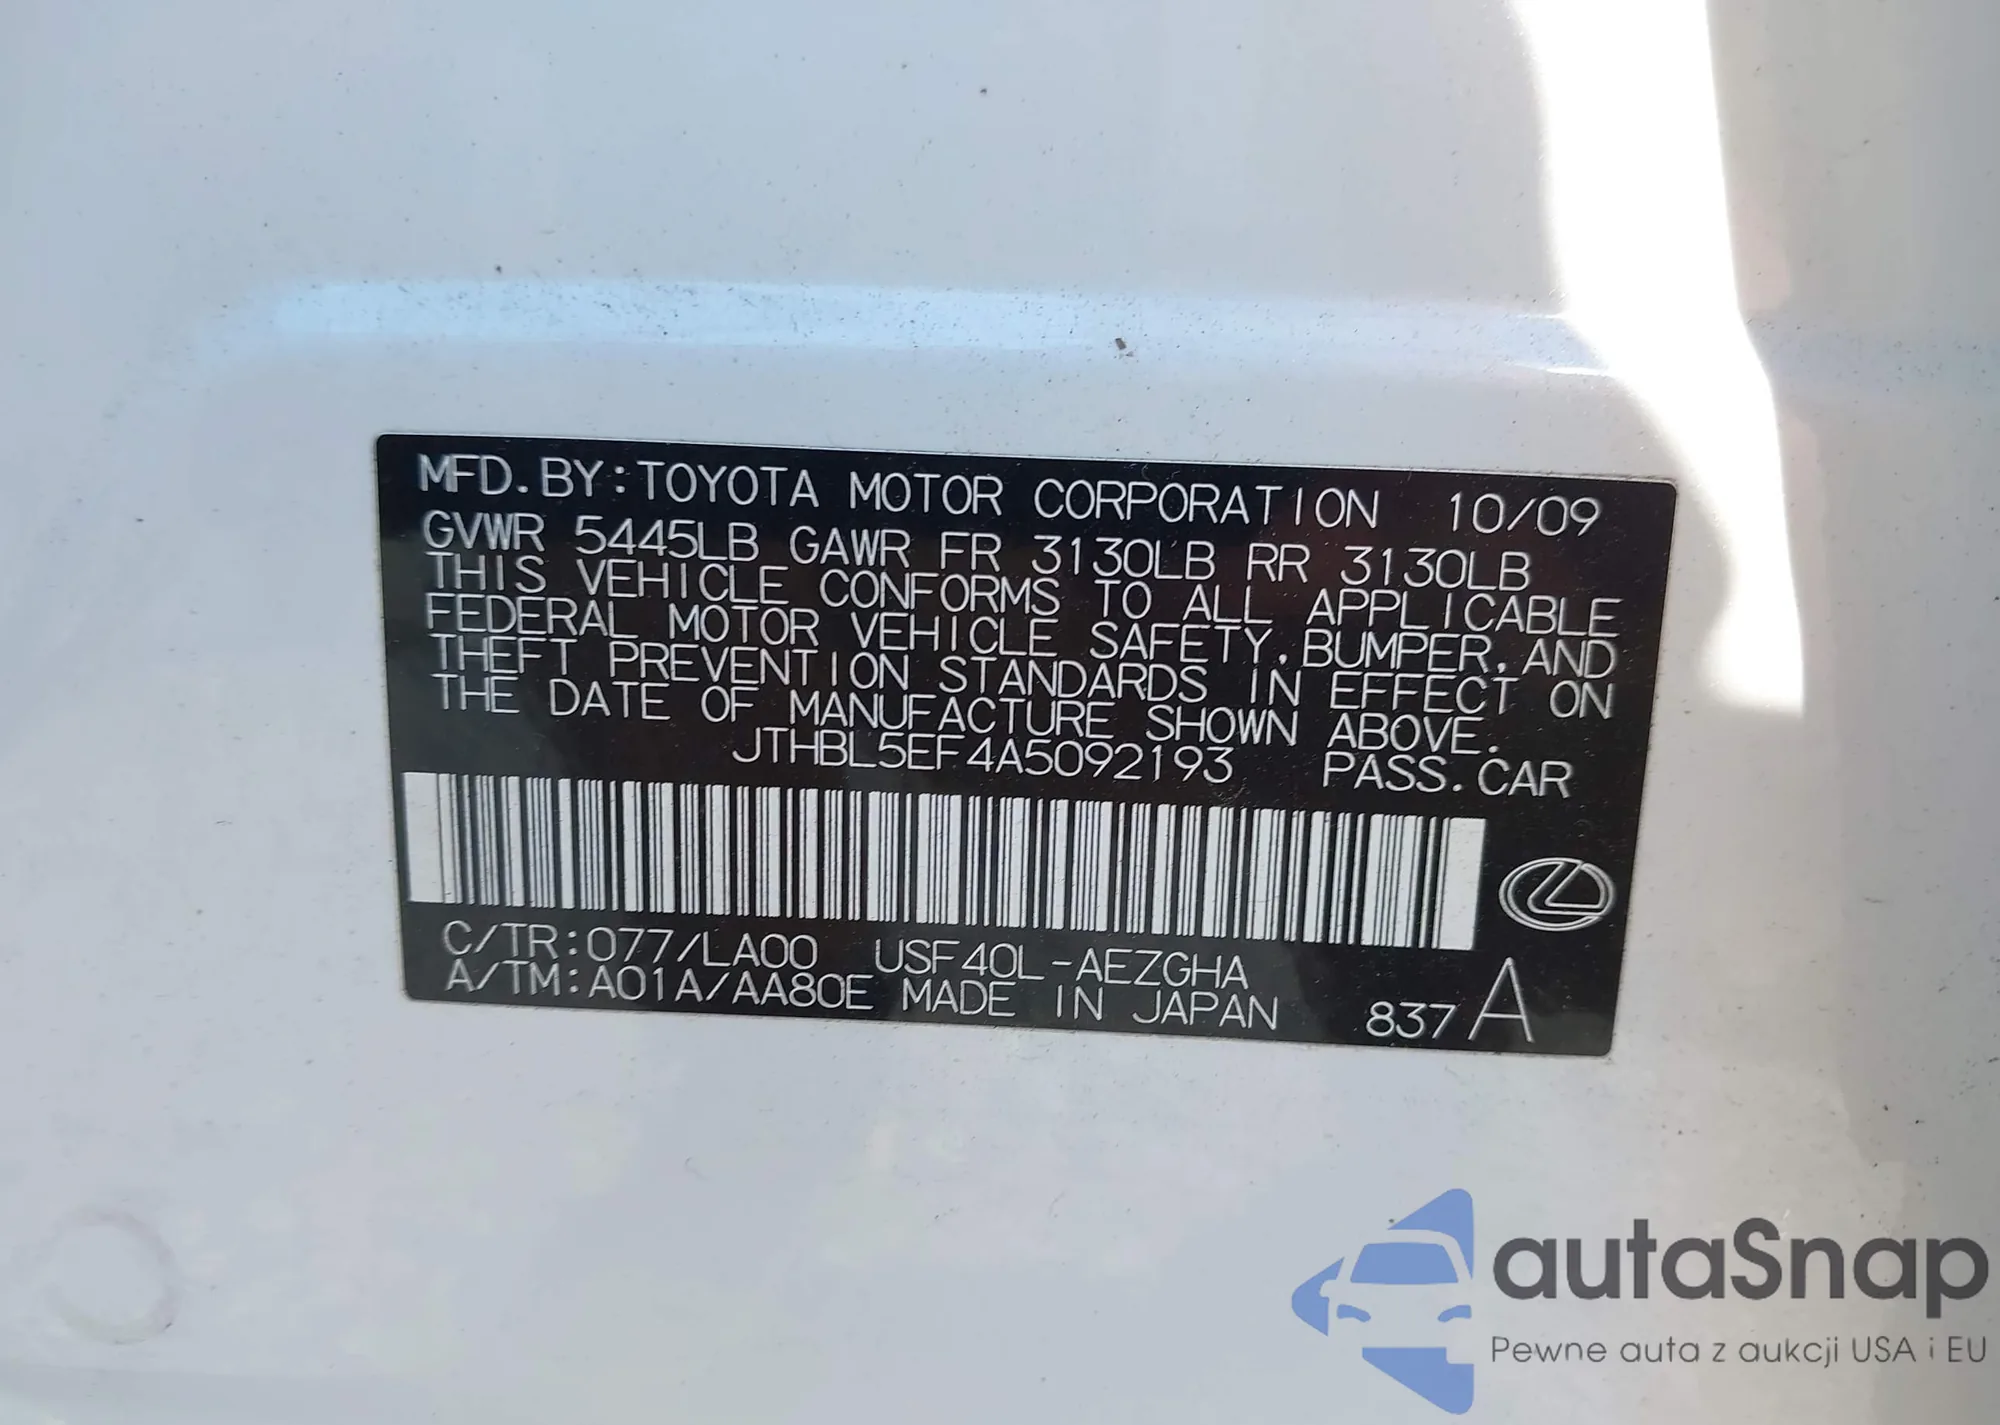 MFD.BY:TOYOTA MOTOR CORPORATION 10/09
GVWR 5445LB GAWR FR 3130LB RR 3130LB
THIS VEHICLE CONFORMS TO ALL APPLICABLE
FEDERAL MOTOR VEHICLE SAFETY, BUMPER, AND
THEFT PREVENTION STANDARDS IN EFFECT ON
THE DATE OF MANUFACTURE SHOWN ABOVE.
JTHBL5EF4A5092193 PASS.CAR
C/TR:077/LA00 USF40L-AEZGHA
A/TM:A01A/AA80E MADE IN JAPAN 837 A
autaSnap
Pewne auta z aukcji USA i EU